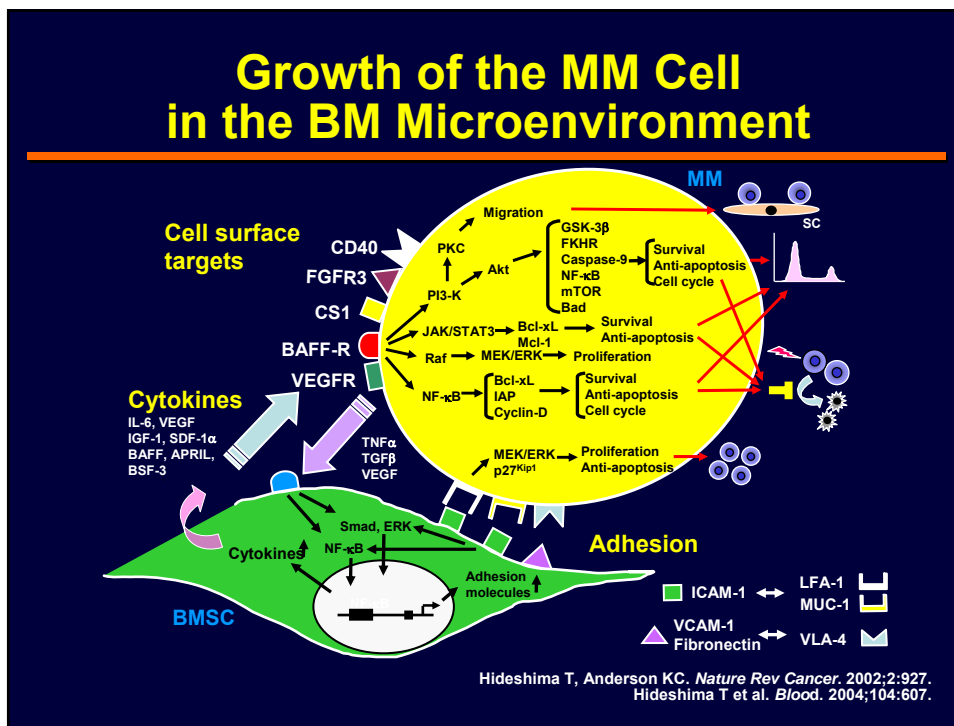 Growth of the MM Cell
in the BM Microenvironment
MM
SC
Cell surface
targets
CD40
FGFR3
CS1
BAFF-R
VEGFR
Migration
PKC
PI3-K
Akt
GSK-3β
FKHR
Caspase-9
NF-κB
mTOR
Bad
Survival
Anti-apoptosis
Cell cycle
JAK/STAT3
Bcl-xL
Mcl-1
Survival
Anti-apoptosis
Raf
MEK/ERK
Proliferation
NF-κB
Bcl-xL
IAP
Cyclin-D
Survival
Anti-apoptosis
Cell cycle
MEK/ERK
p27Kip1
Proliferation
Anti-apoptosis
Cytokines
IL-6, VEGF
IGF-1, SDF-1α
BAFF, APRIL,
BSF-3
TNFα
TGFβ
VEGF
Smad, ERK
NF-κB
Cytokines
Adhesion
molecules
BMSC
Adhesion
ICAM-1
LFA-1
MUC-1
VCAM-1
Fibronectin
VLA-4
Hideshima T, Anderson KC. Nature Rev Cancer. 2002;2:927.
Hideshima T et al. Blood. 2004;104:607.